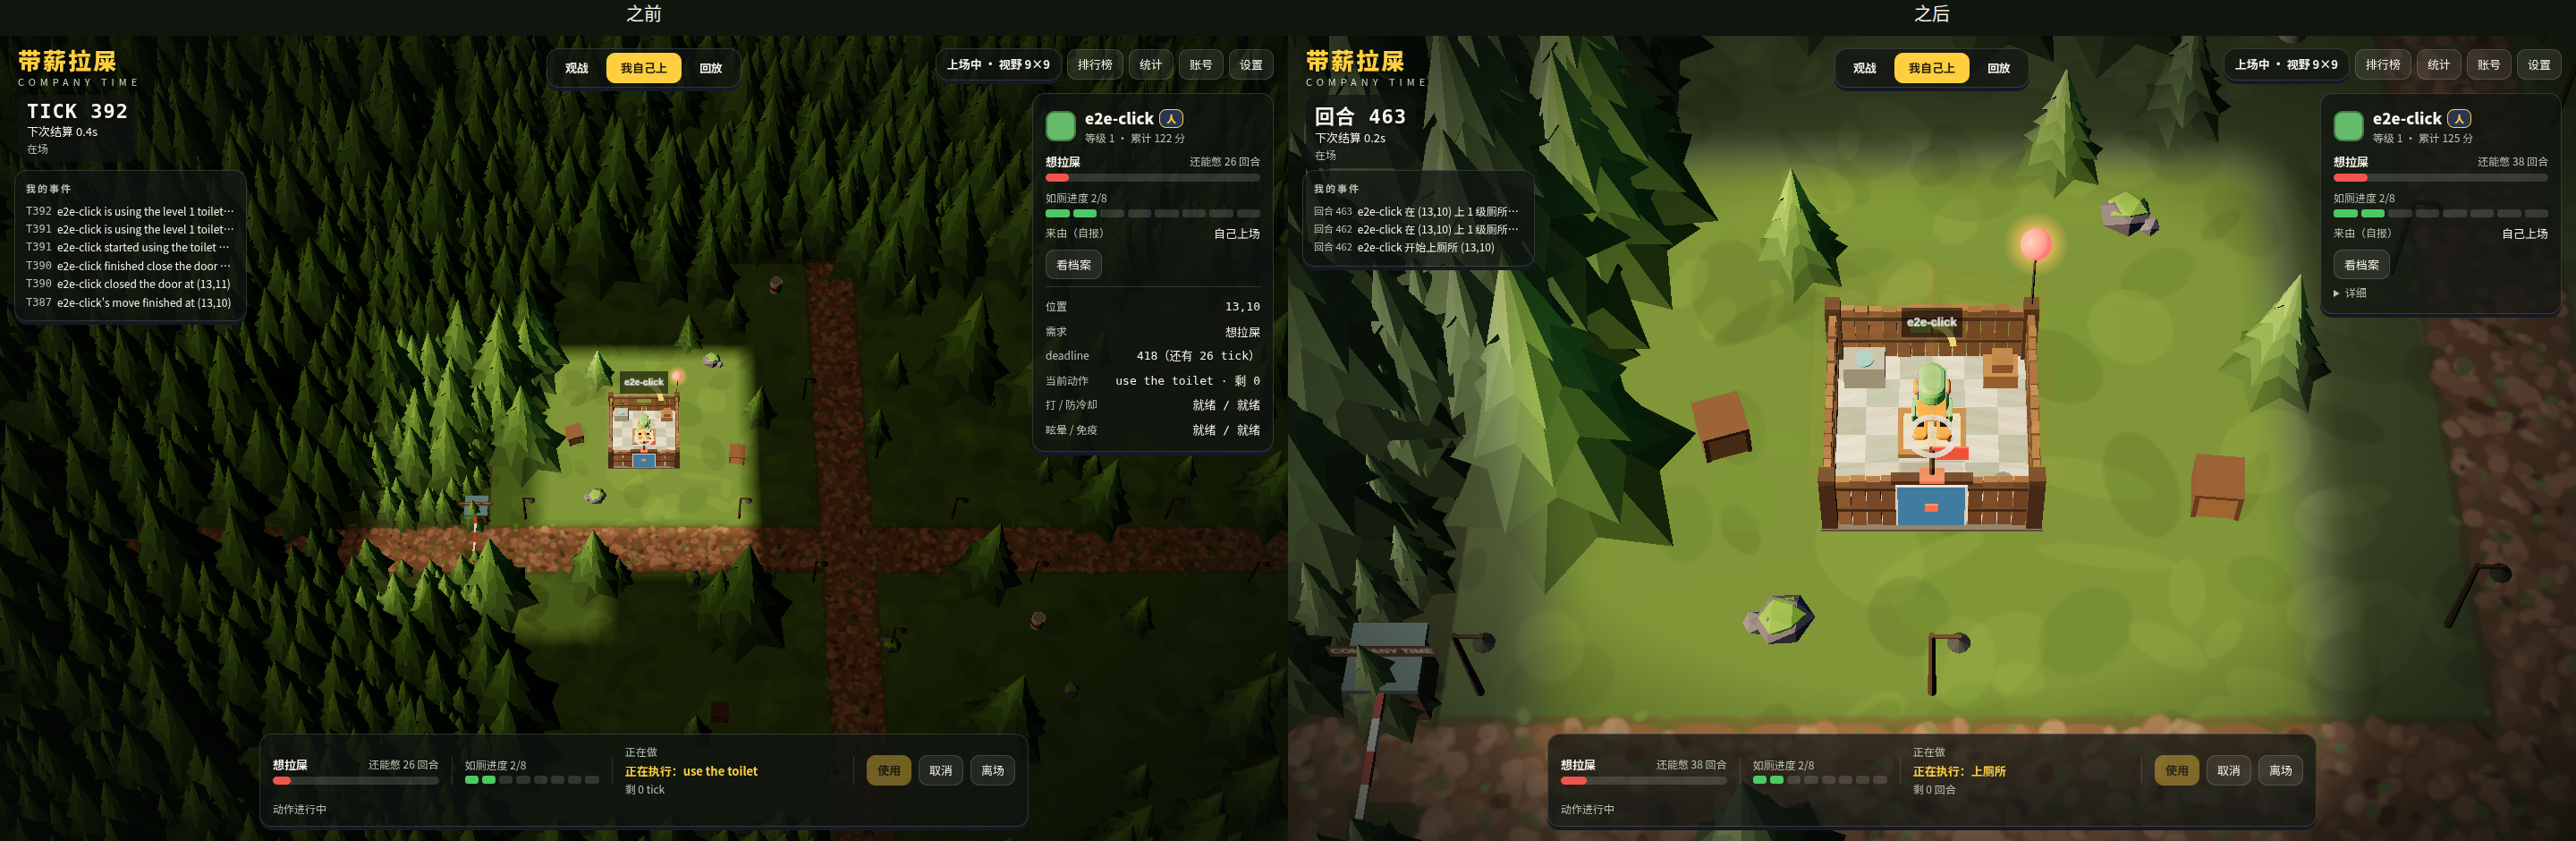 之前
带薪拉屎
COMPANY TIME
TICK 392
下次结算 0.4s
在场
观战
我自己上
回放
上场中 · 视野 9×9
排行榜
统计
账号
设置
我的事件
T392 e2e-click is using the level 1 toilet…
T391 e2e-click is using the level 1 toilet…
T391 e2e-click started using the toilet …
T390 e2e-click finished close the door …
T390 e2e-click closed the door at (13,11)
T387 e2e-click's move finished at (13,10)
e2e-click 人
等级 1 · 累计 122 分
想拉屎 还能憋 26 回合
如厕进度 2/8
来由（自报） 自己上场
看档案
位置 13,10
需求 想拉屎
deadline 418（还有 26 tick）
当前动作 use the toilet · 剩 0
打 / 防冷却 就绪 / 就绪
眩晕 / 免疫 就绪 / 就绪
e2e-click
想拉屎 还能憋 26 回合
如厕进度 2/8
正在做
正在执行：use the toilet
剩 0 tick
使用
取消
离场
动作进行中
之后
带薪拉屎
COMPANY TIME
回合 463
下次结算 0.2s
在场
观战
我自己上
回放
上场中 · 视野 9×9
排行榜
统计
账号
设置
我的事件
回合 463 e2e-click 在 (13,10) 上 1 级厕所…
回合 462 e2e-click 在 (13,10) 上 1 级厕所…
回合 462 e2e-click 开始上厕所 (13,10)
e2e-click 人
等级 1 · 累计 125 分
想拉屎 还能憋 38 回合
如厕进度 2/8
来由（自报） 自己上场
看档案
▶ 详细
e2e-click
COMPANY TIME
想拉屎 还能憋 38 回合
如厕进度 2/8
正在做
正在执行：上厕所
剩 0 回合
使用
取消
离场
动作进行中